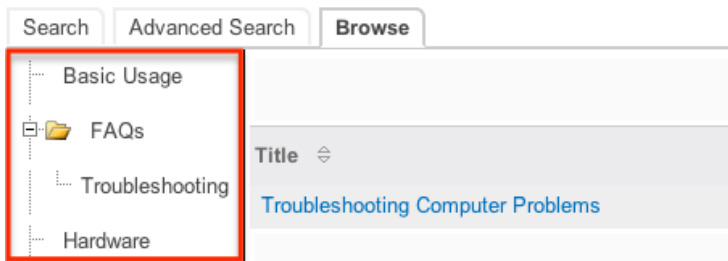 Search
Advanced Search
Browse
Basic Usage
FAQs
Troubleshooting
Hardware
Title
Troubleshooting Computer Problems